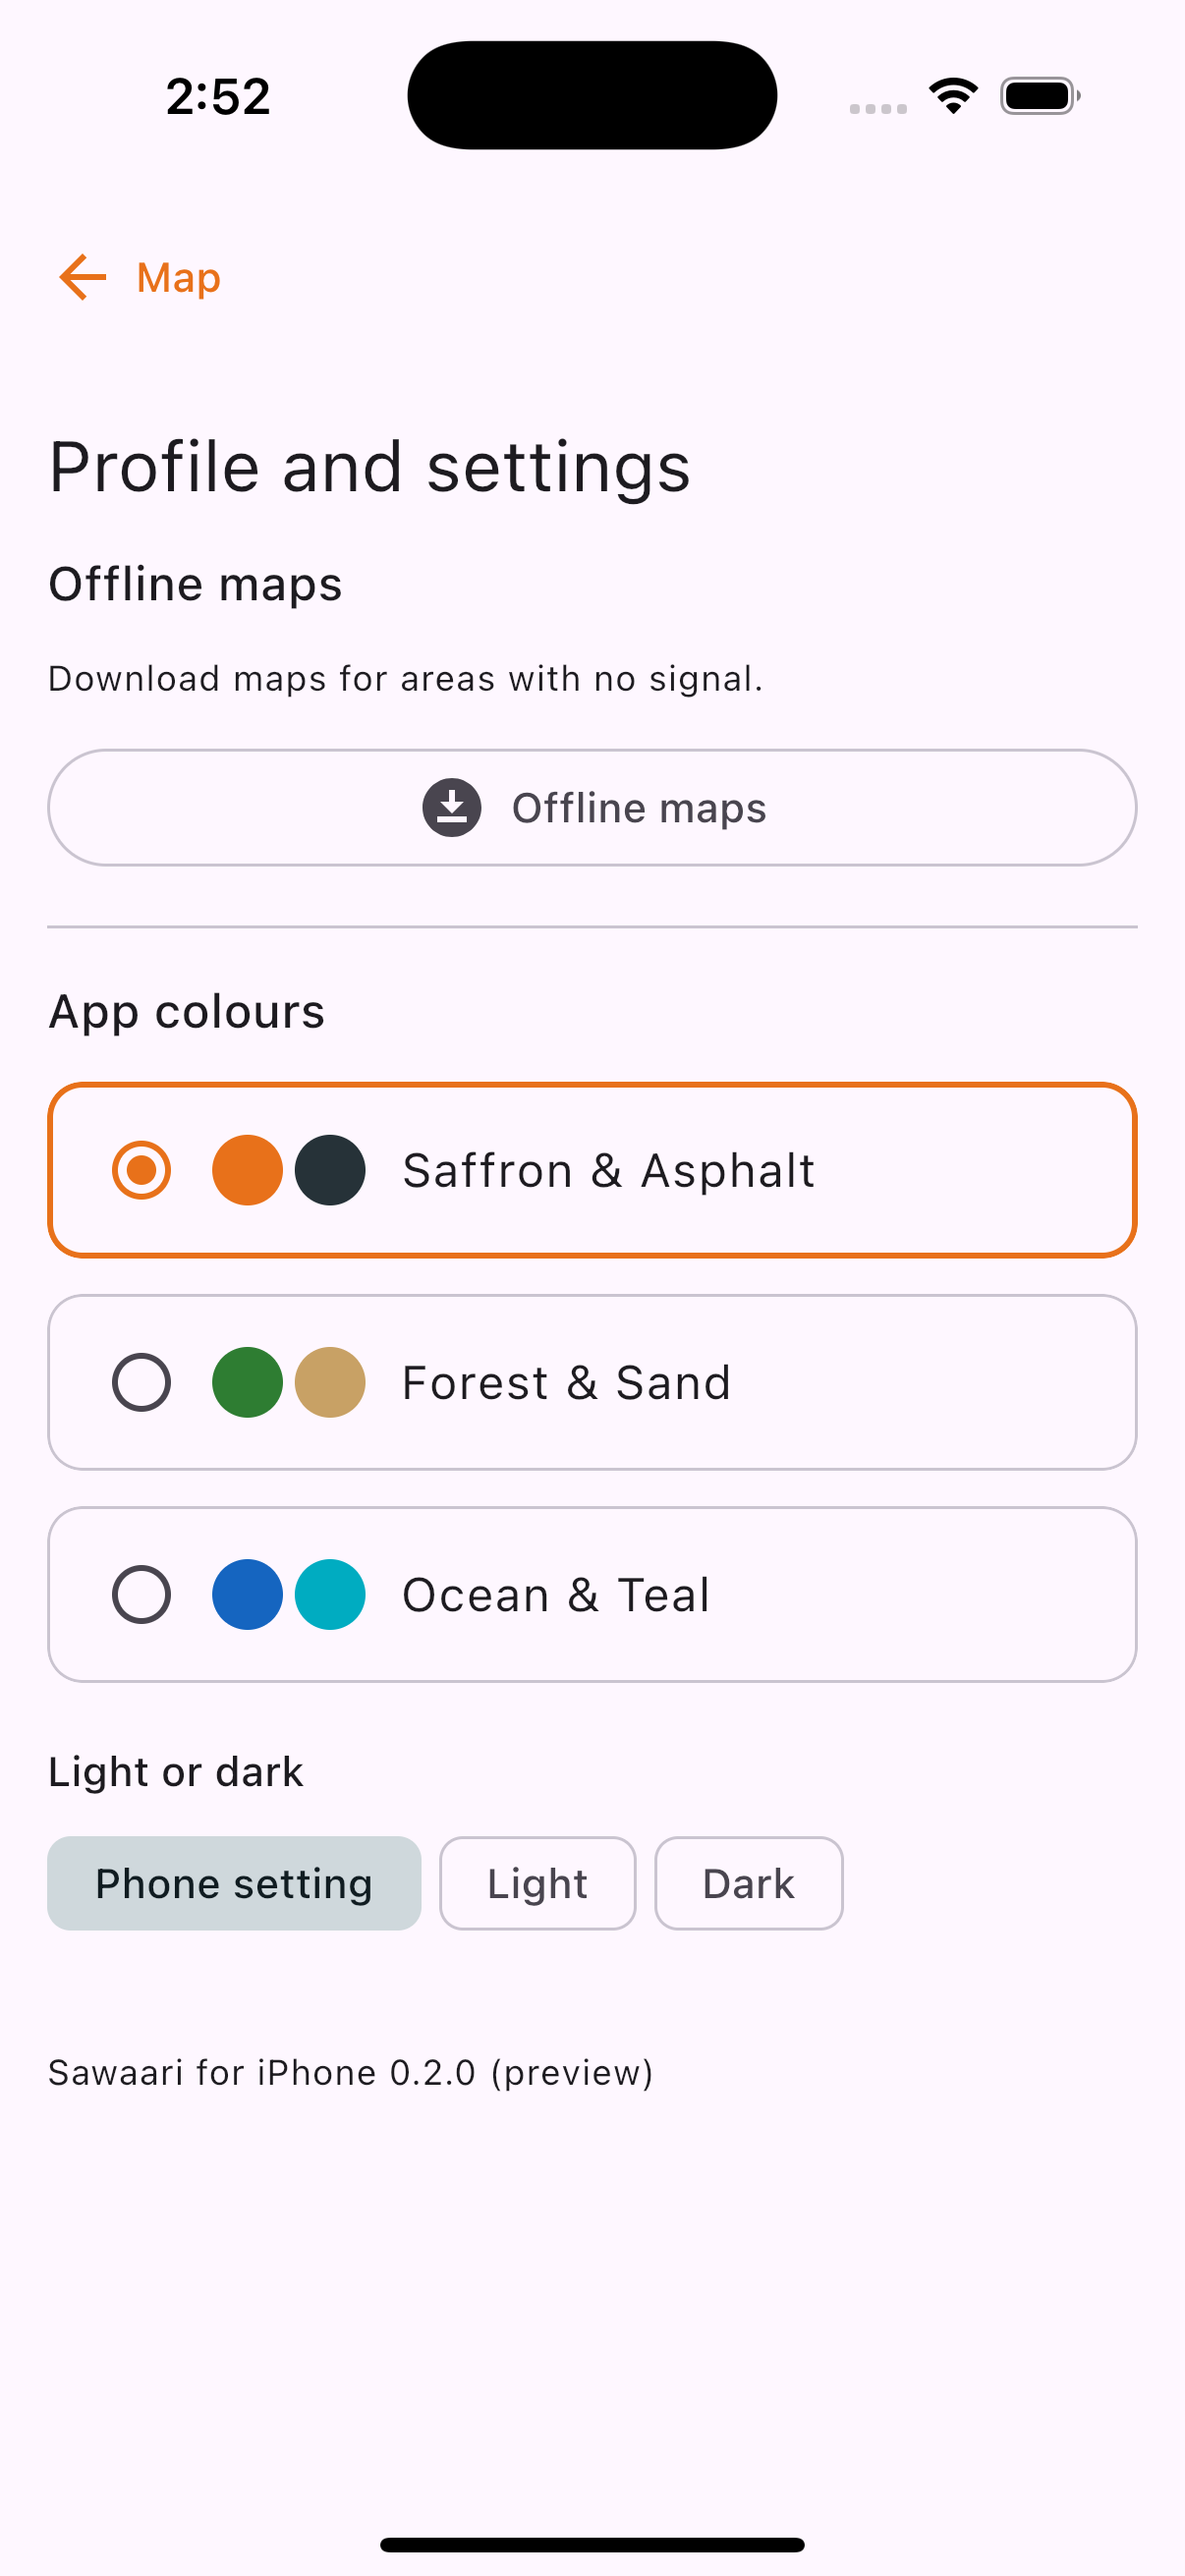 2:52
Map
Profile and settings
Offline maps
Download maps for areas with no signal.
Offline maps
App colours
Saffron & Asphalt
Forest & Sand
Ocean & Teal
Light or dark
Phone setting Light Dark
Sawaari for iPhone 0.2.0 (preview)